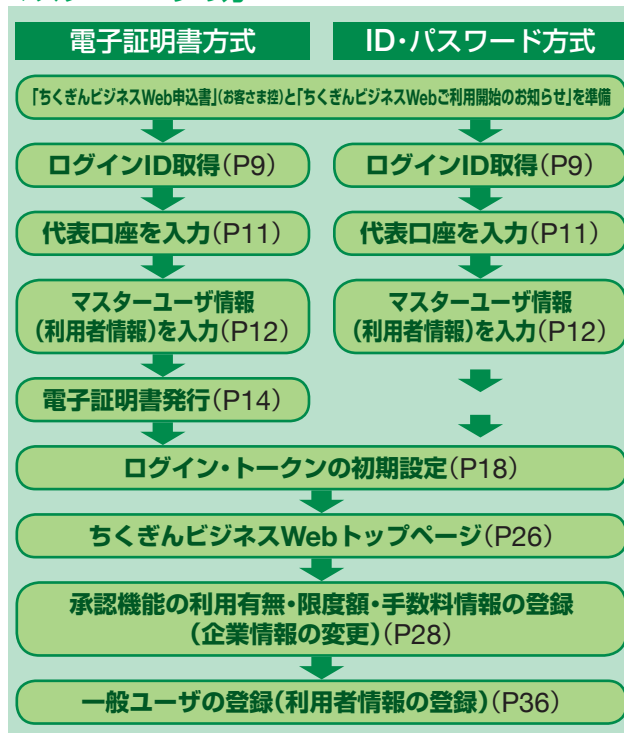 電子証明書方式
ID・パスワード方式
「ちくぎんビジネスWeb申込書」(お客さま控)と「ちくぎんビジネスWebご利用開始のお知らせ」を準備
ログインID取得(P9)
ログインID取得(P9)
代表口座を入力(P11)
代表口座を入力(P11)
マスターユーザ情報
(利用者情報)を入力(P12)
マスターユーザ情報
(利用者情報)を入力(P12)
電子証明書発行(P14)
ログイン・トークンの初期設定(P18)
ちくぎんビジネスWebトップページ(P26)
承認機能の利用有無・限度額・手数料情報の登録
(企業情報の変更)(P28)
一般ユーザの登録(利用者情報の登録)(P36)